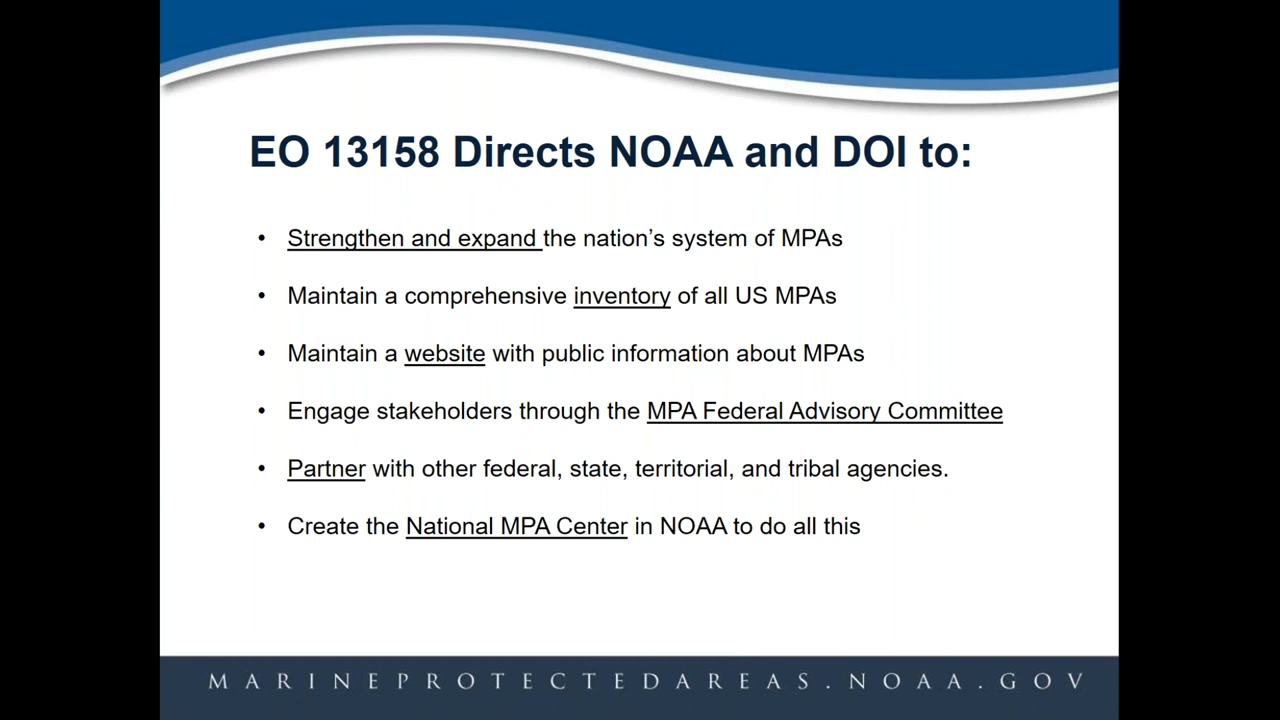 EO 13158 Directs NOAA and DOI to:
• Strengthen and expand the nation’s system of MPAs
• Maintain a comprehensive inventory of all US MPAs
• Maintain a website with public information about MPAs
• Engage stakeholders through the MPA Federal Advisory Committee
• Partner with other federal, state, territorial, and tribal agencies.
• Create the National MPA Center in NOAA to do all this
MARINEPROTECTEDAREAS.NOAA.GOV